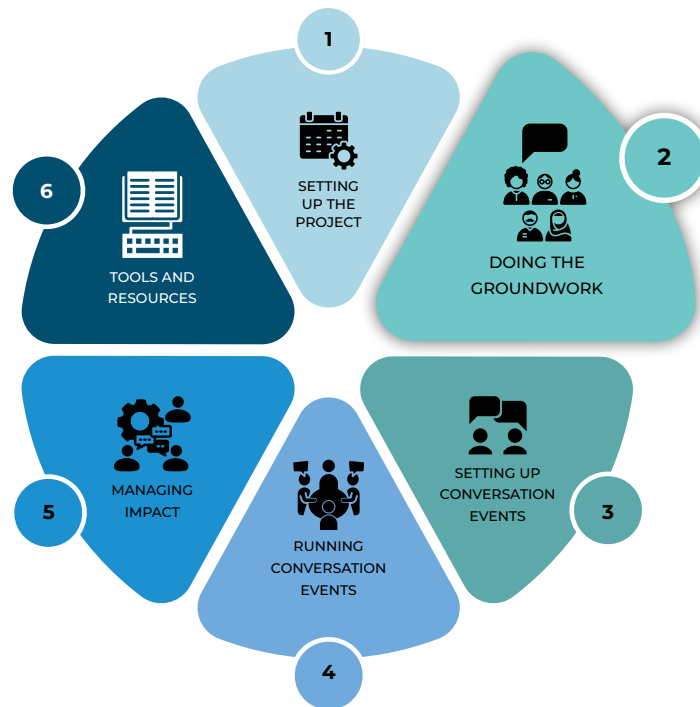 1
SETTING
UP THE
PROJECT
2
DOING THE
GROUNDWORK
3
SETTING UP
CONVERSATION
EVENTS
4
RUNNING
CONVERSATION
EVENTS
5
MANAGING
IMPACT
6
TOOLS AND
RESOURCES